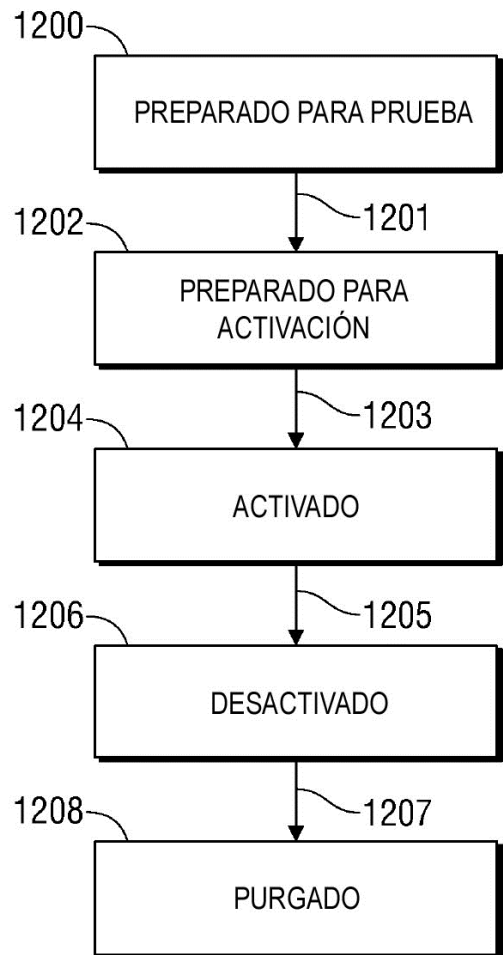 1200
PREPARADO PARA PRUEBA
1201
1202
PREPARADO PARA
ACTIVACIÓN
1203
1204
ACTIVADO
1205
1206
DESACTIVADO
1207
1208
PURGADO